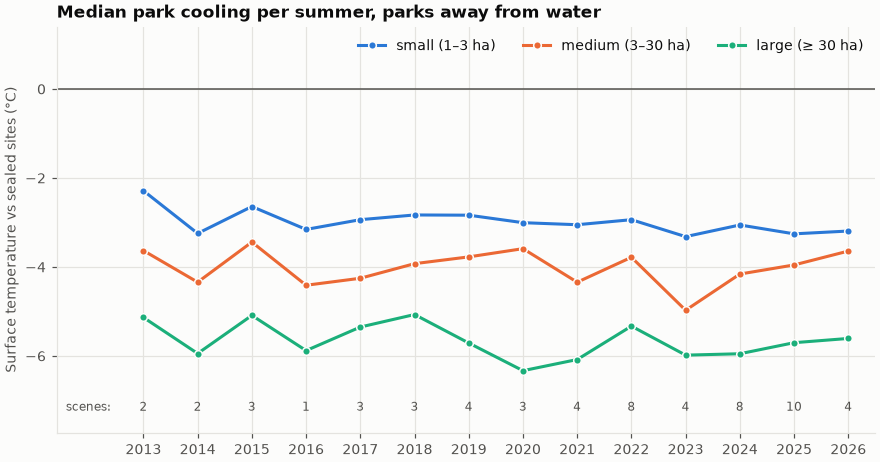 Median park cooling per summer, parks away from water
small (1–3 ha) medium (3–30 ha) large (≥ 30 ha)
Surface temperature vs sealed sites (°C)
0
−2
−4
−6
scenes: 2 2 3 1 3 3 4 3 4 8 4 8 10 4
2013 2014 2015 2016 2017 2018 2019 2020 2021 2022 2023 2024 2025 2026